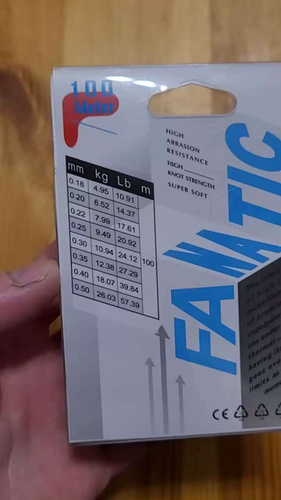 100
Meter
HIGH
ABRASION
RESISTANCE
HIGH
KNOT STRENGTH
SUPER SOFT
FANATIC
mm kg Lb m
0.18 4.95 10.91
0.20 6.52 14.37
0.22 7.99 17.61
0.25 9.49 20.92
0.30 10.94 24.12 100
0.35 12.38 27.29
0.40 18.07 39.84
0.50 26.03 57.39
CE